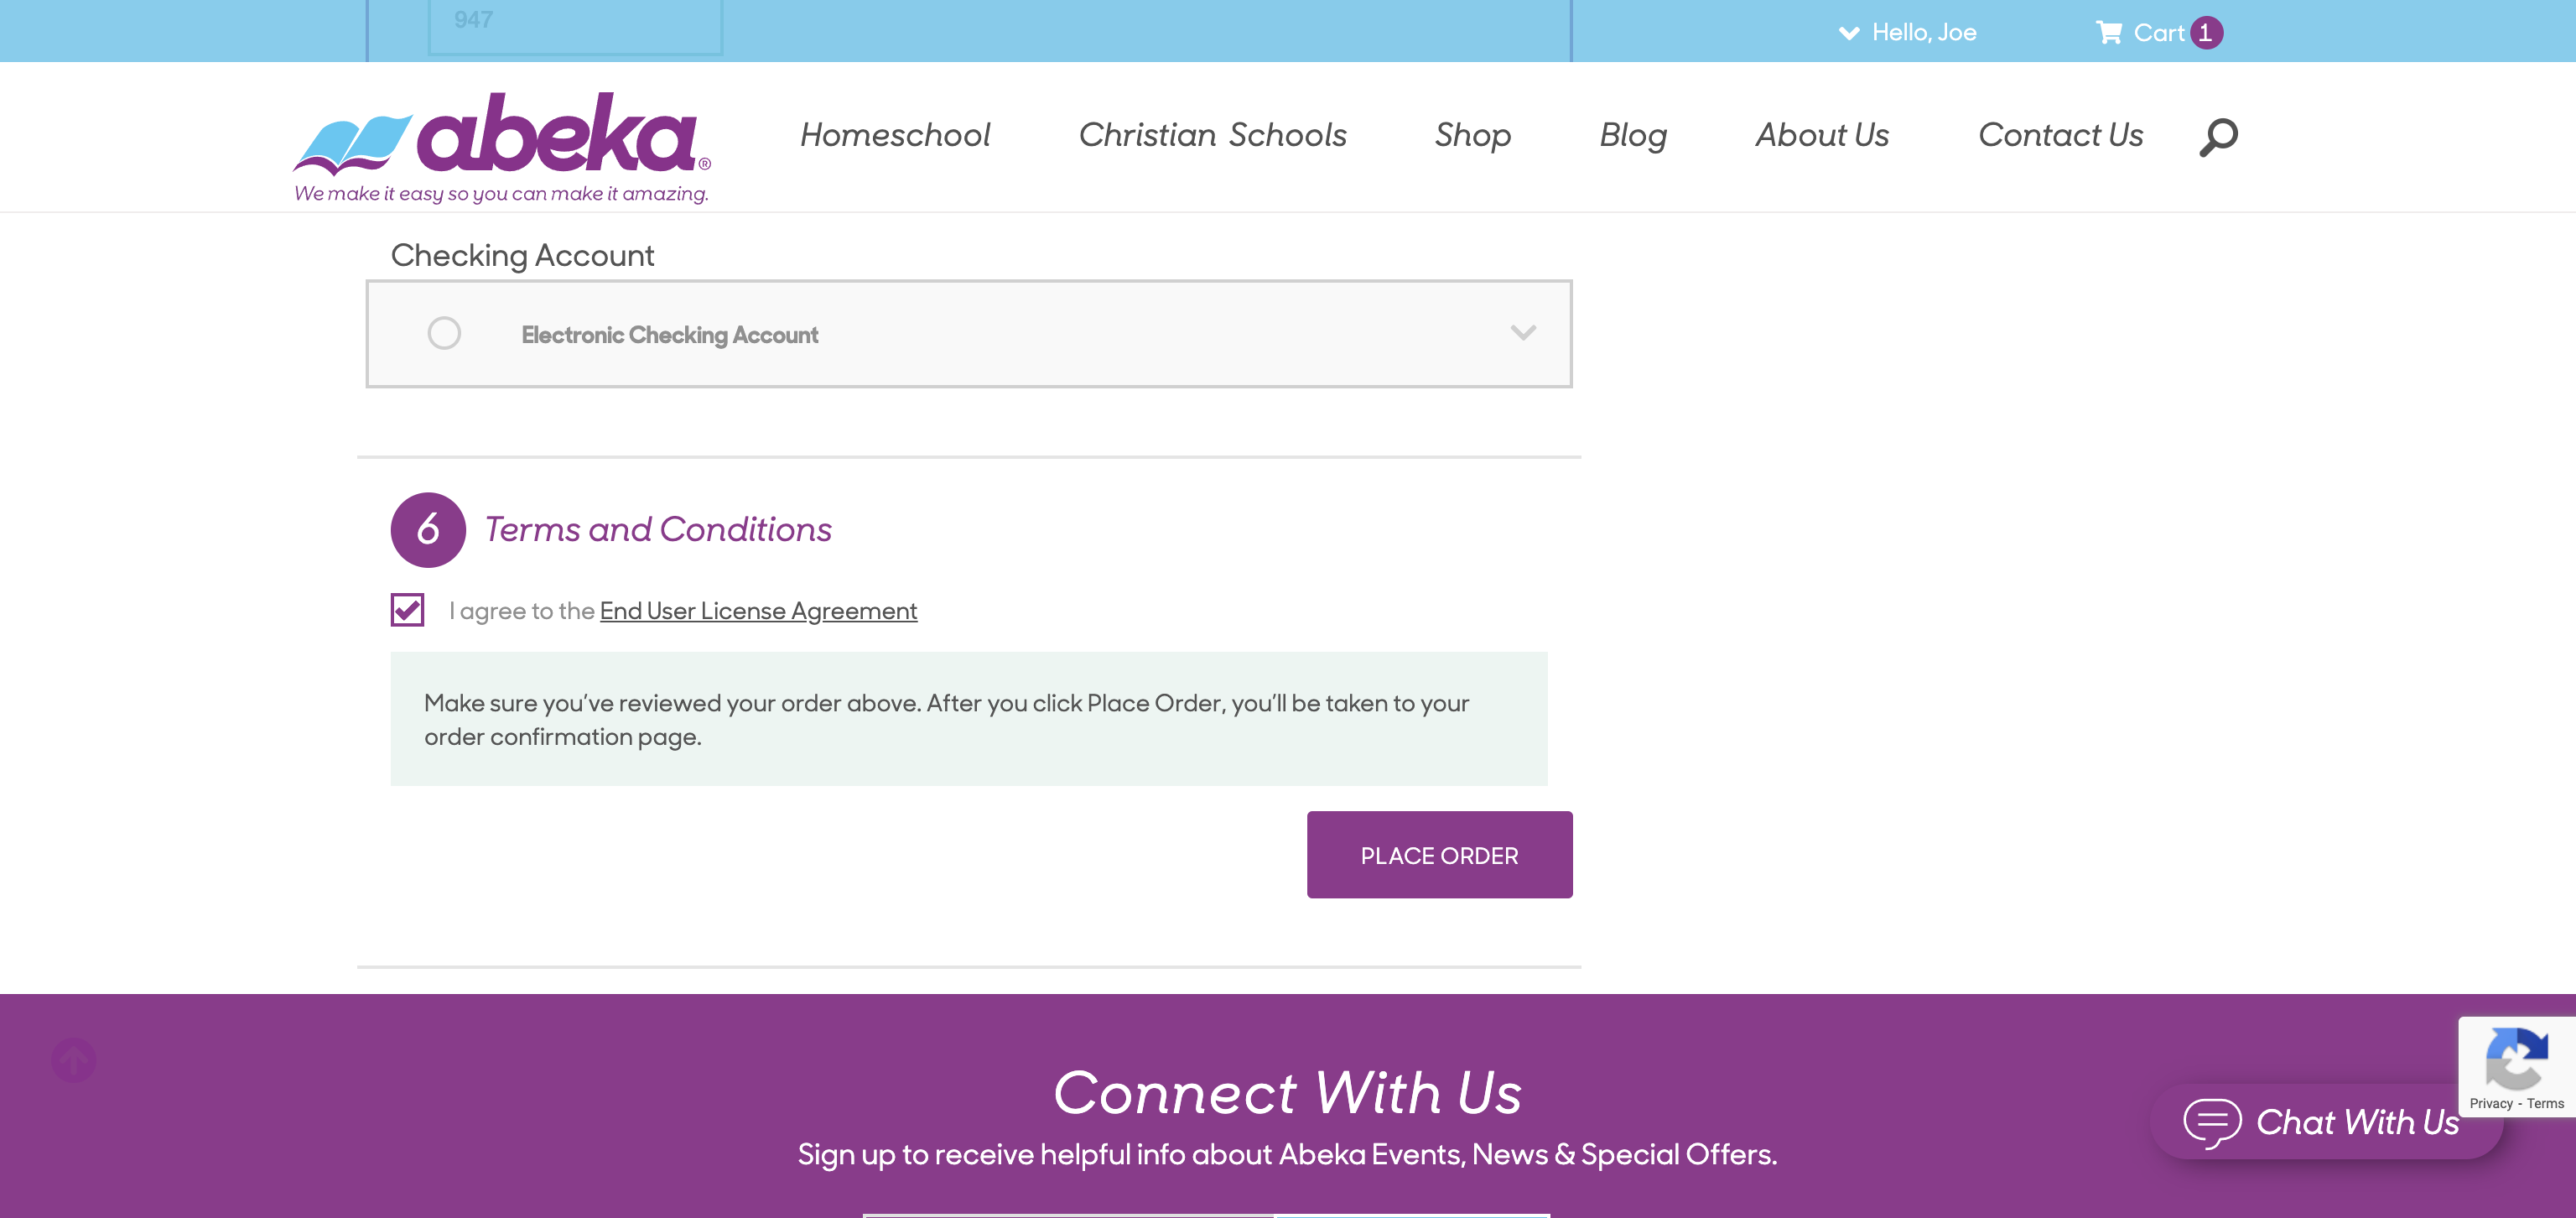 947
Hello, Joe
Cart 1
abeka®
We make it easy so you can make it amazing.
Homeschool
Christian Schools
Shop
Blog
About Us
Contact Us
Checking Account
Electronic Checking Account
6 Terms and Conditions
I agree to the End User License Agreement
Make sure you've reviewed your order above. After you click Place Order, you'll be taken to your
order confirmation page.
PLACE ORDER
Connect With Us
Sign up to receive helpful info about Abeka Events, News & Special Offers.
Chat With Us
Privacy - Terms